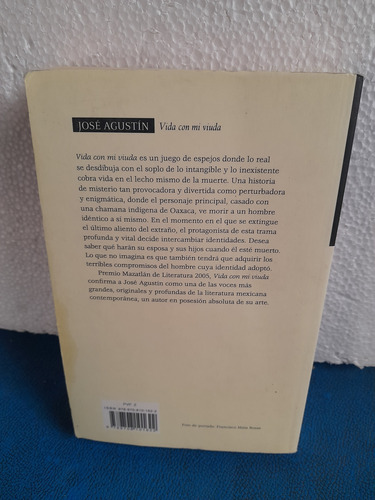 JOSÉ AGUSTÍN Vida con mi viuda
Vida con mi viuda es un juego de espejos donde lo real
se desdibuja con el soplo de lo intangible y lo inexistente
cobra vida en el lecho mismo de la muerte. Una historia
de misterio tan provocadora y divertida como perturbadora
y enigmática, donde el personaje principal, casado con
una chamana indígena de Oaxaca, ve morir a un hombre
idéntico a sí mismo. En el momento en el que se extingue
el último aliento del extraño, el protagonista de esta trama
profunda y vital decide intercambiar identidades. Desea
saber qué harán su esposa y sus hijos cuando él esté muerto.
Lo que no imagina es que también tendrá que adquirir los
terribles compromisos del hombre cuya identidad adoptó.
Premio Mazatlán de Literatura 2005, Vida con mi viuda
confirma a José Agustín como una de las voces más
grandes, originales y profundas de la literatura mexicana
contemporánea, un autor en posesión absoluta de su arte.